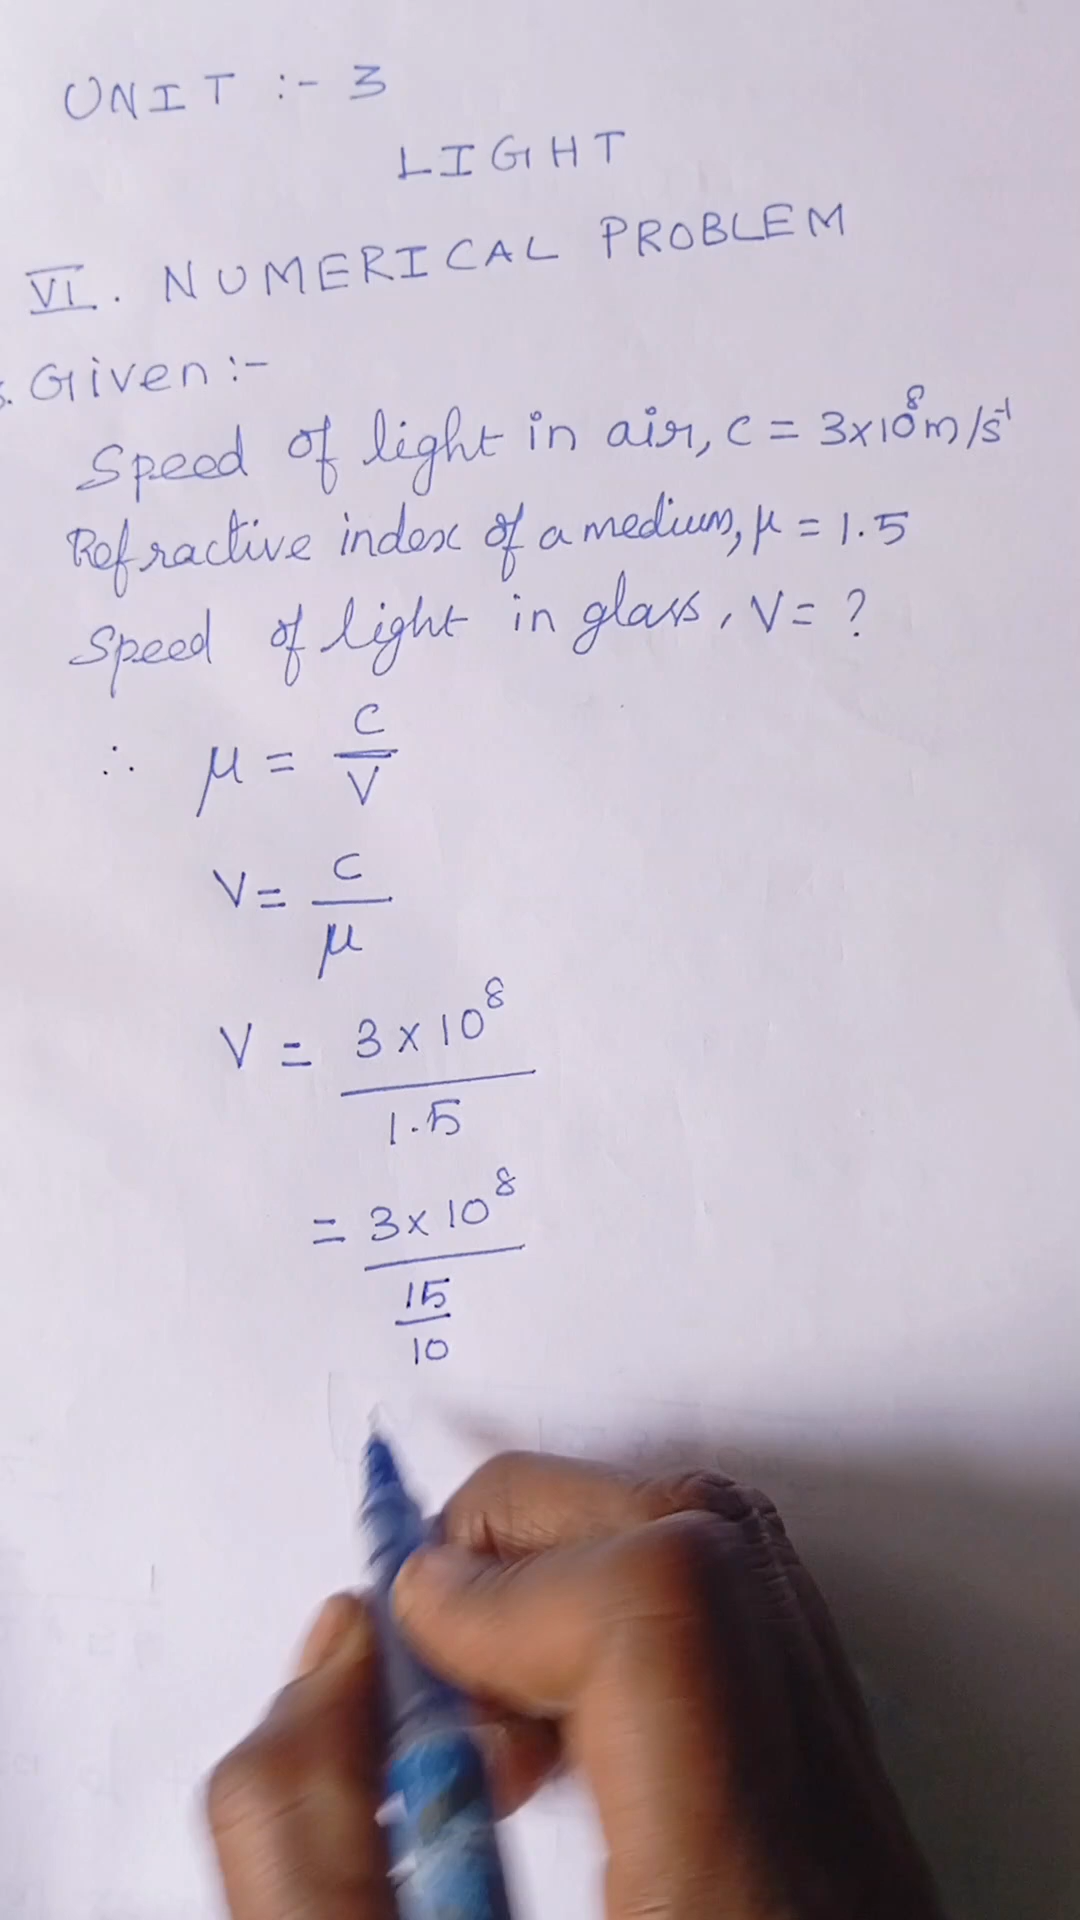 UNIT :- 3
LIGHT
VI. NUMERICAL PROBLEM
. Given :-
Speed of light in air, C = 3×10⁸m/s⁻¹
Refractive index of a medium, μ = 1.5
Speed of light in glass, V = ?
∴ μ = C/V
V = C/μ
V = 3×10⁸/1.5
= 3×10⁸/(15/10)